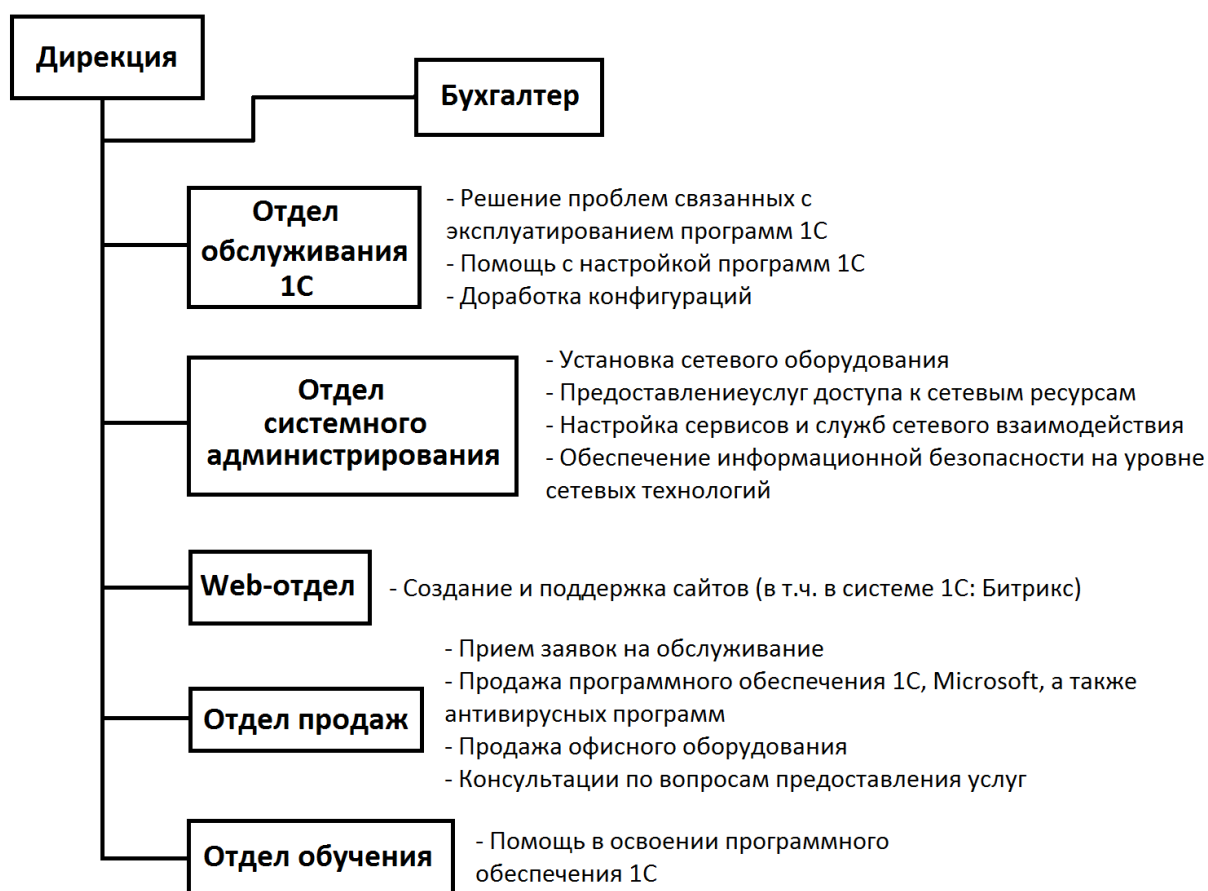 Дирекция
Бухгалтер
Отдел
обслуживания
1С
- Решение проблем связанных с
эксплуатированием программ 1С
- Помощь с настройкой программ 1С
- Доработка конфигураций
Отдел
системного
администрирования
- Установка сетевого оборудования
- Предоставлениеуслуг доступа к сетевым ресурсам
- Настройка сервисов и служб сетевого взаимодействия
- Обеспечение информационной безопасности на уровне
сетевых технологий
Web-отдел
- Создание и поддержка сайтов (в т.ч. в системе 1С: Битрикс)
Отдел продаж
- Прием заявок на обслуживание
- Продажа программного обеспечения 1С, Microsoft, а также
антивирусных программ
- Продажа офисного оборудования
- Консультации по вопросам предоставления услуг
Отдел обучения
- Помощь в освоении программного
обеспечения 1С